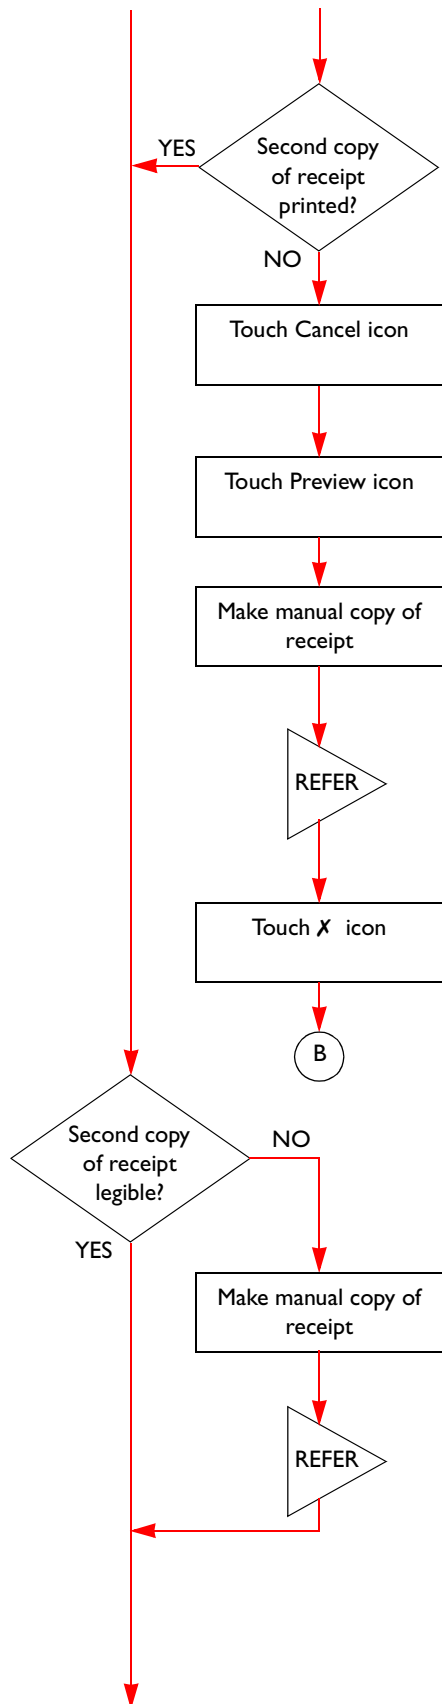 YES
Second copy
of receipt
printed?
NO
Touch Cancel icon
Touch Preview icon
Make manual copy of
receipt
REFER
Touch ✗ icon
B
Second copy
of receipt
legible?
NO
YES
Make manual copy of
receipt
REFER